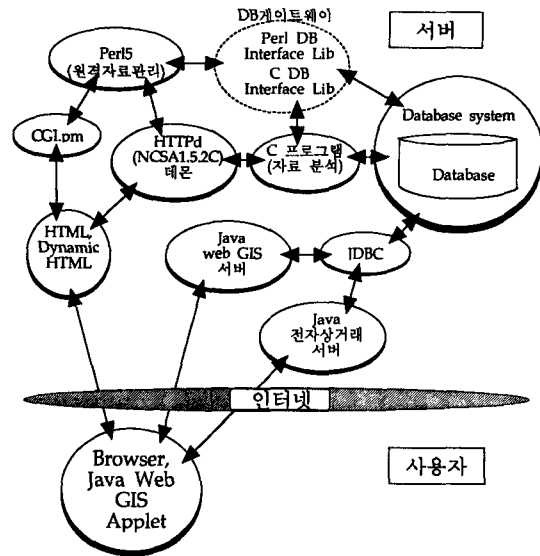 DB게이트웨이
Perl DB
Interface Lib
C DB
Interface Lib
서버
Perl5
(원격자료관리)
Database system
Database
CGI.pm
HTTPd
(NCSA1.5.2C)
데몬
C 프로그램
(자료 분석)
HTML,
Dynamic
HTML
Java
web GIS
서버
JDBC
Java
전자상거래
서버
인터넷
Browser,
Java Web
GIS
Applet
사용자